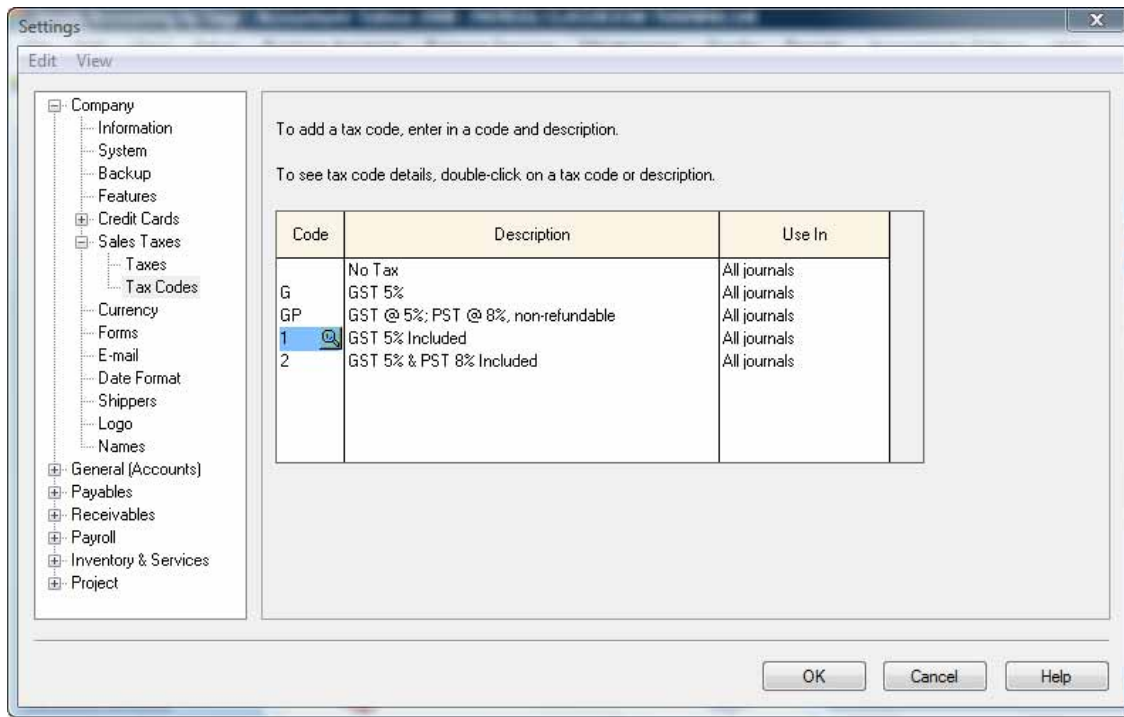 Settings
X
Edit View
Company
Information
System
Backup
Features
Credit Cards
Sales Taxes
Taxes
Tax Codes
Currency
Forms
E-mail
Date Format
Shippers
Logo
Names
General (Accounts)
Payables
Receivables
Payroll
Inventory & Services
Project
To add a tax code, enter in a code and description.
To see tax code details, double-click on a tax code or description.
Code Description Use In
No Tax All journals
G GST 5% All journals
GP GST @ 5%; PST @ 8%, non-refundable All journals
1 GST 5% Included All journals
2 GST 5% & PST 8% Included All journals
OK Cancel Help